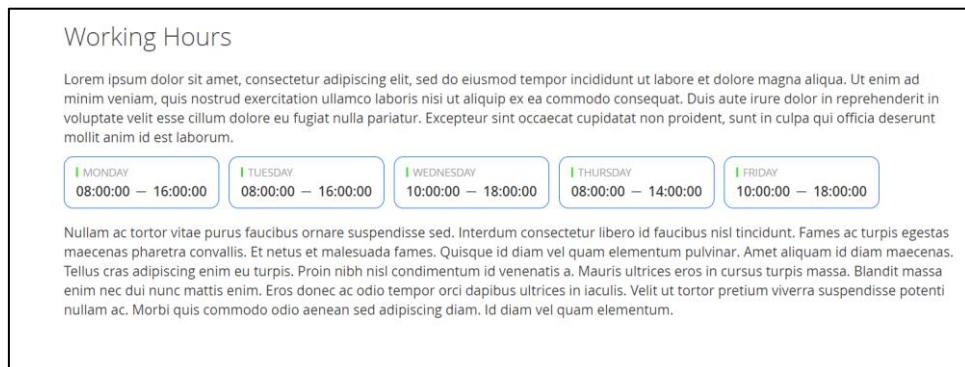 Working Hours
Lorem ipsum dolor sit amet, consectetur adipiscing elit, sed do eiusmod tempor incididunt ut labore et dolore magna aliqua. Ut enim ad
minim veniam, quis nostrud exercitation ullamco laboris nisi ut aliquip ex ea commodo consequat. Duis aute irure dolor in reprehenderit in
voluptate velit esse cillum dolore eu fugiat nulla pariatur. Excepteur sint occaecat cupidatat non proident, sunt in culpa qui officia deserunt
mollit anim id est laborum.
MONDAY
08:00:00 — 16:00:00
TUESDAY
08:00:00 — 16:00:00
WEDNESDAY
10:00:00 — 18:00:00
THURSDAY
08:00:00 — 14:00:00
FRIDAY
10:00:00 — 18:00:00
Nullam ac tortor vitae purus faucibus ornare suspendisse sed. Interdum consectetur libero id faucibus nisl tincidunt. Fames ac turpis egestas
maecenas pharetra convallis. Et netus et malesuada fames. Quisque id diam vel quam elementum pulvinar. Amet aliquam id diam maecenas.
Tellus cras adipiscing enim eu turpis. Proin nibh nisl condimentum id venenatis a. Mauris ultrices eros in cursus turpis massa. Blandit massa
enim nec dui nunc mattis enim. Eros donec ac odio tempor orci dapibus ultrices in iaculis. Velit ut tortor pretium viverra suspendisse potenti
nullam ac. Morbi quis commodo odio aenean sed adipiscing diam. Id diam vel quam elementum.